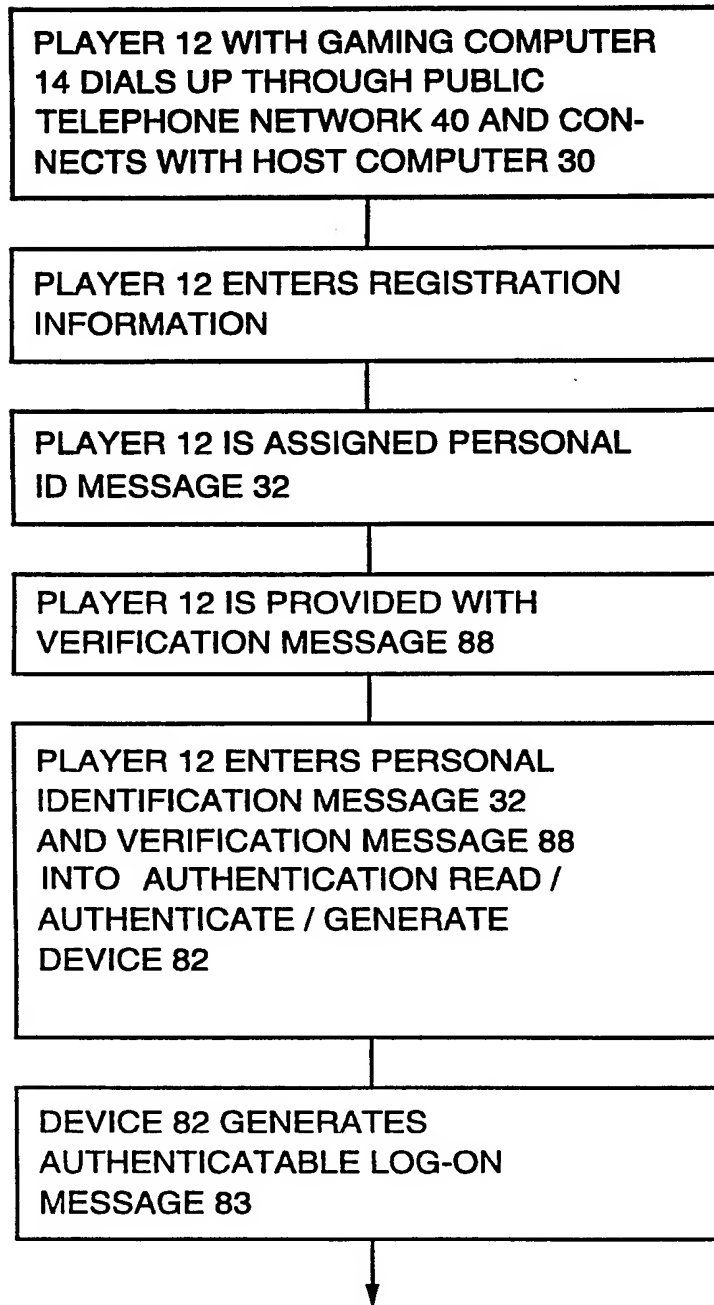 PLAYER 12 WITH GAMING COMPUTER
14 DIALS UP THROUGH PUBLIC
TELEPHONE NETWORK 40 AND CON-
NECTS WITH HOST COMPUTER 30
PLAYER 12 ENTERS REGISTRATION
INFORMATION
PLAYER 12 IS ASSIGNED PERSONAL
ID MESSAGE 32
PLAYER 12 IS PROVIDED WITH
VERIFICATION MESSAGE 88
PLAYER 12 ENTERS PERSONAL
IDENTIFICATION MESSAGE 32
AND VERIFICATION MESSAGE 88
INTO AUTHENTICATION READ /
AUTHENTICATE / GENERATE
DEVICE 82
DEVICE 82 GENERATES
AUTHENTICATABLE LOG-ON
MESSAGE 83